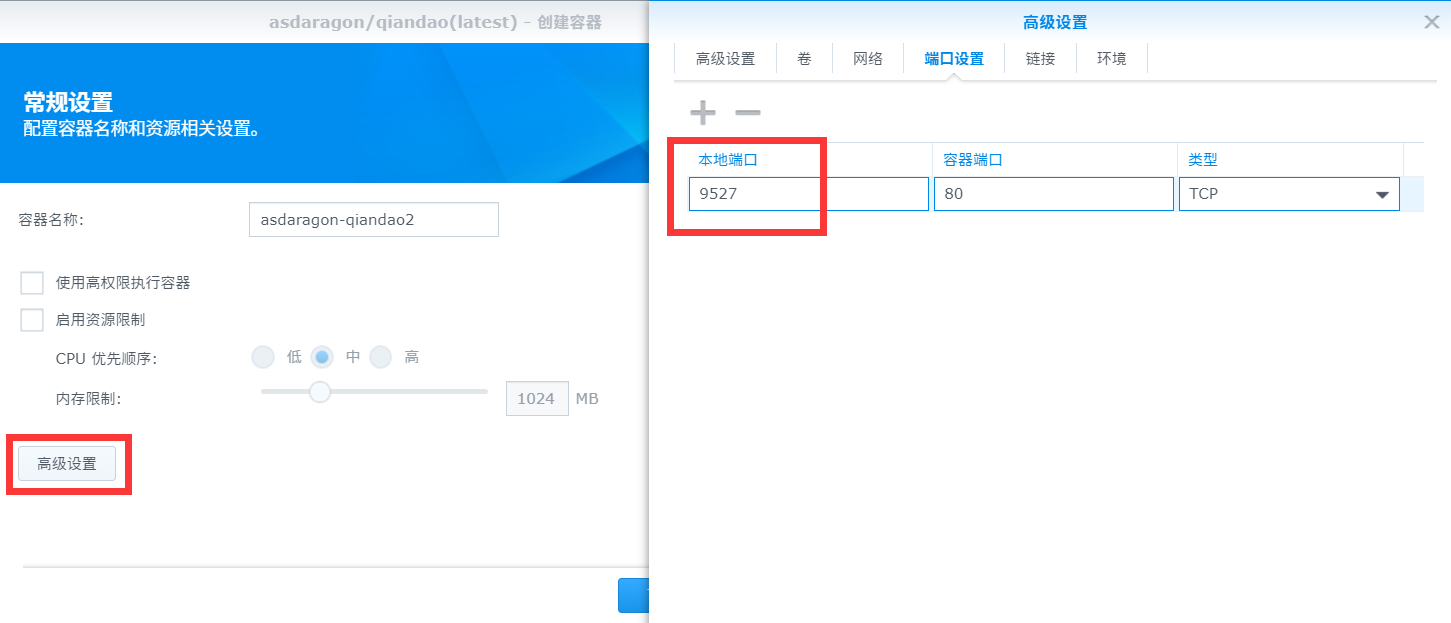 asdaragon/qiandao(latest) - 创建容器
常规设置
配置容器名称和资源相关设置。
容器名称:
asdaragon-qiandao2
使用高权限执行容器
启用资源限制
CPU 优先顺序:
低 中 高
内存限制:
1024 MB
高级设置
高级设置
高级设置 卷 网络 端口设置 链接 环境
本地端口 容器端口 类型
9527 80 TCP